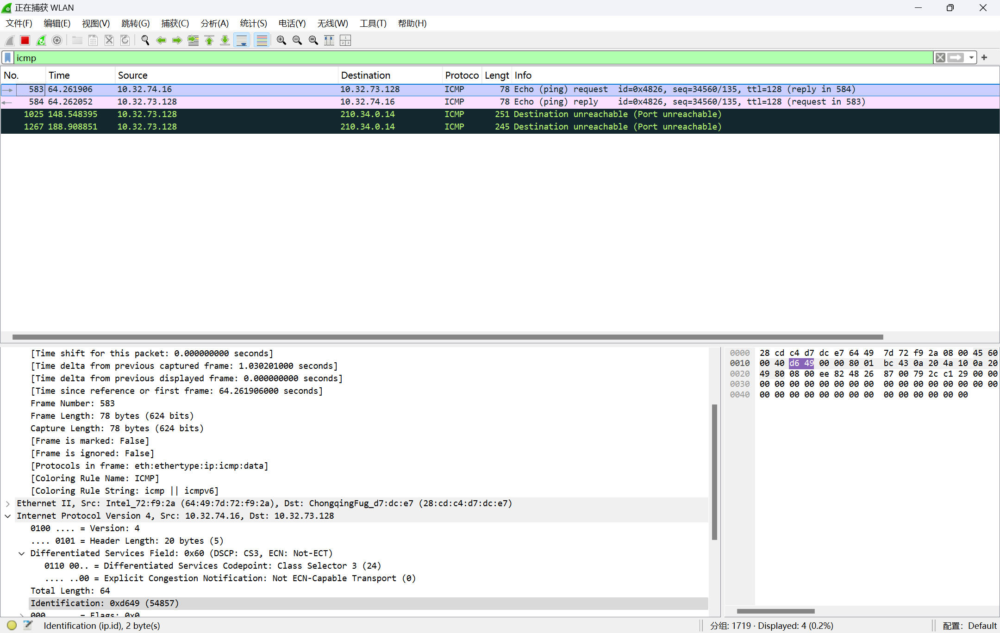 正在捕获 WLAN
文件(F) 编辑(E) 视图(V) 跳转(G) 捕获(C) 分析(A) 统计(S) 电话(Y) 无线(W) 工具(T) 帮助(H)
icmp
No. Time Source Destination Protoco Lengt Info
583 64.261906 10.32.74.16 10.32.73.128 ICMP 78 Echo (ping) request id=0x4826, seq=34560/135, ttl=128 (reply in 584)
584 64.262052 10.32.73.128 10.32.74.16 ICMP 78 Echo (ping) reply id=0x4826, seq=34560/135, ttl=128 (request in 583)
1025 148.548395 10.32.73.128 210.34.0.14 ICMP 251 Destination unreachable (Port unreachable)
1267 188.908851 10.32.73.128 210.34.0.14 ICMP 245 Destination unreachable (Port unreachable)
[Time shift for this packet: 0.000000000 seconds]
[Time delta from previous captured frame: 1.030201000 seconds]
[Time delta from previous displayed frame: 0.000000000 seconds]
[Time since reference or first frame: 64.261906000 seconds]
Frame Number: 583
Frame Length: 78 bytes (624 bits)
Capture Length: 78 bytes (624 bits)
[Frame is marked: False]
[Frame is ignored: False]
[Protocols in frame: eth:ethertype:ip:icmp:data]
[Coloring Rule Name: ICMP]
[Coloring Rule String: icmp || icmpv6]
Ethernet II, Src: Intel_72:f9:2a (64:49:7d:72:f9:2a), Dst: ChongqingFug_d7:dc:e7 (28:cd:c4:d7:dc:e7)
Internet Protocol Version 4, Src: 10.32.74.16, Dst: 10.32.73.128
0100 .... = Version: 4
.... 0101 = Header Length: 20 bytes (5)
Differentiated Services Field: 0x60 (DSCP: CS3, ECN: Not-ECT)
0110 00.. = Differentiated Services Codepoint: Class Selector 3 (24)
.... ..00 = Explicit Congestion Notification: Not ECN-Capable Transport (0)
Total Length: 64
Identification: 0xd649 (54857)
000. .... = Flags: 0x0
0000 28 cd c4 d7 dc e7 64 49 7d 72 f9 2a 08 00 45 60
0010 00 40 d6 49 00 00 80 01 bc 43 0a 20 4a 10 0a 20
0020 49 80 08 00 ee 82 48 26 87 00 79 2c c1 29 00 00
0030 00 00 00 00 00 00 00 00 00 00 00 00 00 00 00 00
0040 00 00 00 00 00 00 00 00 00 00 00 00 00 00
Identification (ip.id), 2 byte(s)
分组: 1719 · Displayed: 4 (0.2%)
配置: Default